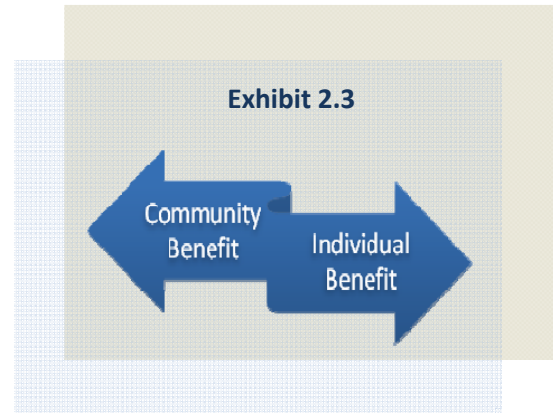 Exhibit 2.3
Community
Benefit
Individual
Benefit